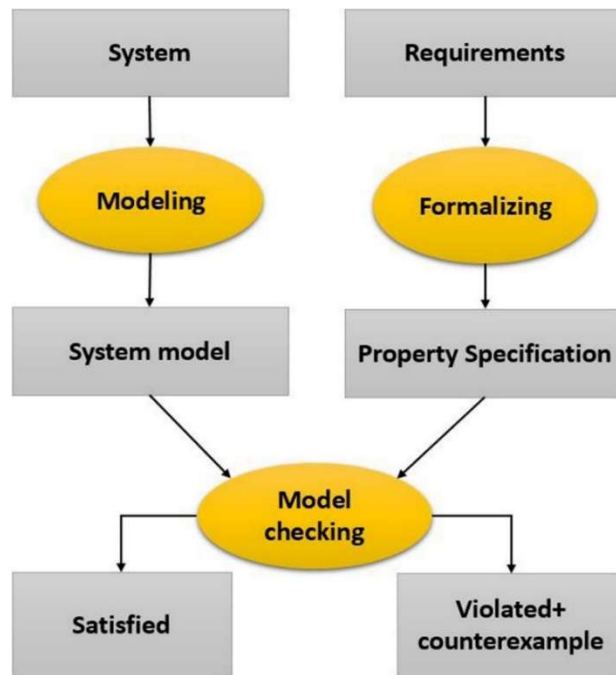 System
Requirements
Modeling
Formalizing
System model
Property Specification
Model
checking
Satisfied
Violated+
counterexample